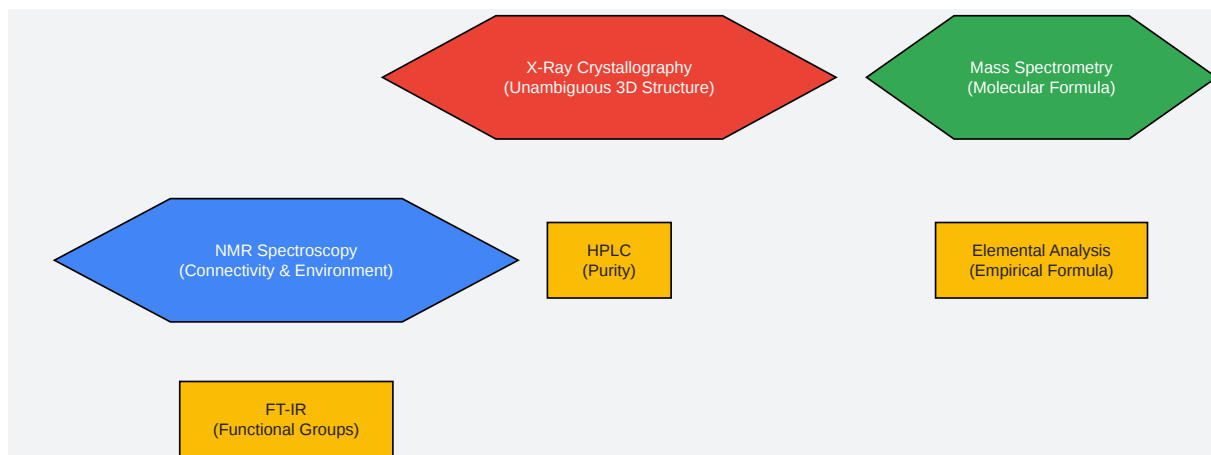 X-Ray Crystallography
(Unambiguous 3D Structure)
Mass Spectrometry
(Molecular Formula)
NMR Spectroscopy
(Connectivity & Environment)
HPLC
(Purity)
Elemental Analysis
(Empirical Formula)
FT-IR
(Functional Groups)